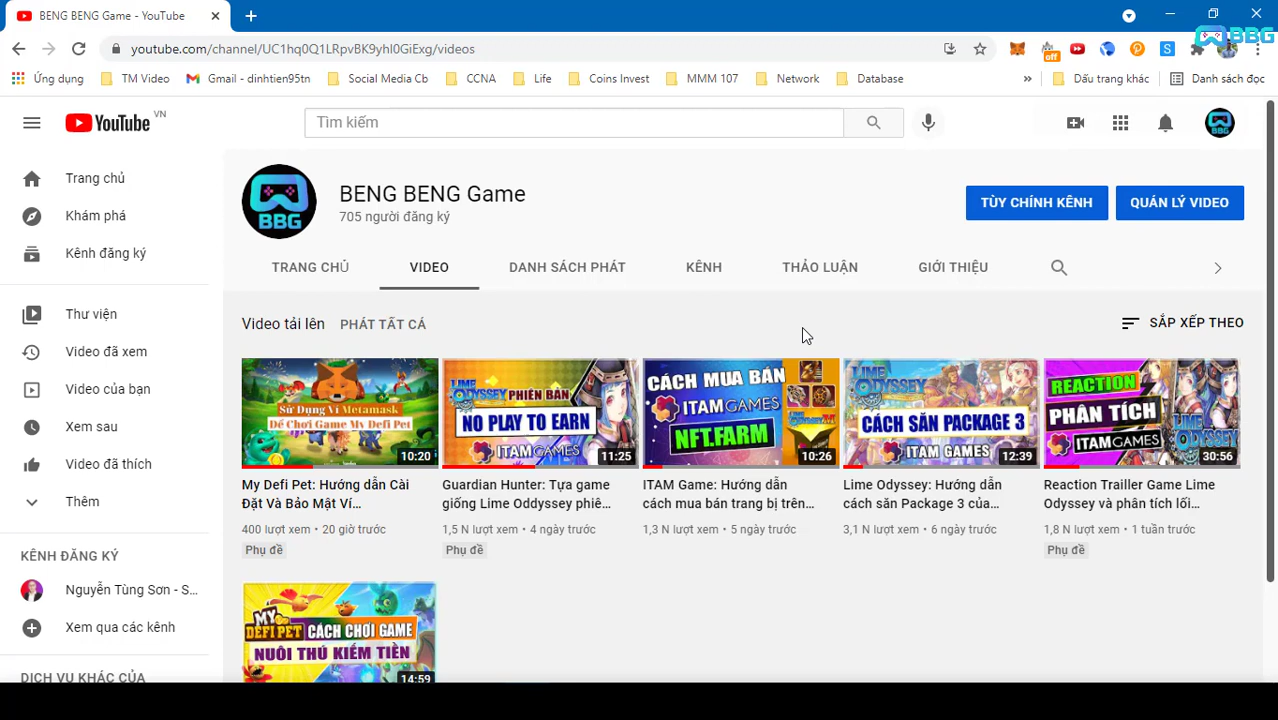 BENG BENG Game - YouTube
youtube.com/channel/UC1hq0Q1LRpvBK9yhl0GiExg/videos
BBG
Ứng dụng
TM Video
Gmail - dinhtien95tn
Social Media Cb
CCNA
Life
Coins Invest
MMM 107
Network
Database
»
Dấu trang khác
Danh sách đọc
off
S
YouTube VN
Tìm kiếm
BBG
BENG BENG Game
705 người đăng ký
TÙY CHỈNH KÊNH
QUẢN LÝ VIDEO
TRANG CHỦ
VIDEO
DANH SÁCH PHÁT
KÊNH
THẢO LUẬN
GIỚI THIỆU
Trang chủ
Khám phá
Kênh đăng ký
Thư viện
Video đã xem
Video của bạn
Xem sau
Video đã thích
Thêm
KÊNH ĐĂNG KÝ
Nguyễn Tùng Sơn - S...
Xem qua các kênh
DỊCH VỤ KHÁC CỦA
Video tải lên
PHÁT TẤT CẢ
SẮP XẾP THEO
Sử Dụng Ví Metamask
Để Chơi Game My Defi Pet
10:20
My Defi Pet: Hướng dẫn Cài
Đặt Và Bảo Mật Ví...
400 lượt xem • 20 giờ trước
Phụ đề
LIME ODYSSEY
PHIÊN BẢN
NO PLAY TO EARN
ITAMGAMES
11:25
Guardian Hunter: Tựa game
giống Lime Oddyssey phiê...
1,5 N lượt xem • 4 ngày trước
Phụ đề
CÁCH MUA BÁN
ITAMGAMES
NFT.FARM
10:26
ITAM Game: Hướng dẫn
cách mua bán trang bị trên...
1,3 N lượt xem • 5 ngày trước
LIME ODYSSEY
CÁCH SĂN PACKAGE 3
ITAM GAMES
12:39
Lime Odyssey: Hướng dẫn
cách săn Package 3 của...
3,1 N lượt xem • 6 ngày trước
REACTION
PHÂN TÍCH
ITAMGAMES
LIME ODYSSEY
30:56
Reaction Trailler Game Lime
Odyssey và phân tích lối...
1,8 N lượt xem • 1 tuần trước
Phụ đề
MY DEFI PET
CÁCH CHƠI GAME
NUÔI THÚ KIẾM TIỀN
14:59